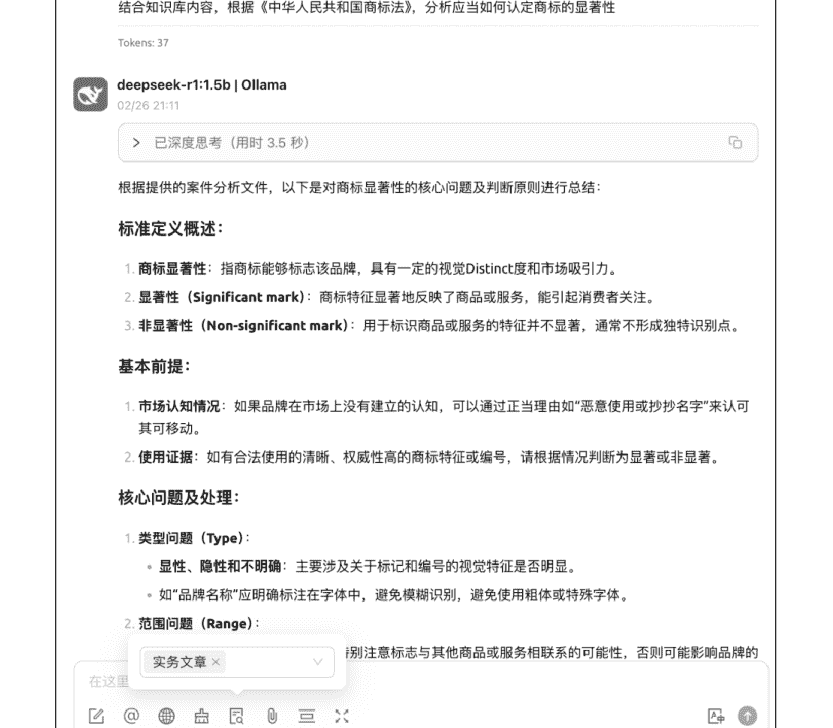 结合知识库内容，根据《中华人民共和国商标法》，分析应当如何认定商标的显著性
Tokens: 37
deepseek-r1:1.5b | Ollama
02/26 21:11
已深度思考（用时 3.5 秒）
根据提供的案件分析文件，以下是对商标显著性的核心问题及判断原则进行总结：
标准定义概述：
1. 商标显著性：指商标能够标志该品牌，具有一定的视觉Distinct度和市场吸引力。
2. 显著性（Significant mark）：商标特征显著地反映了商品或服务，能引起消费者关注。
3. 非显著性（Non-significant mark）：用于标识商品或服务的特征并不显著，通常不形成独特识别点。
基本前提：
1. 市场认知情况：如果品牌在市场上没有建立的认知，可以通过正当理由如“恶意使用或抄抄名字”来认可
其可移动。
2. 使用证据：如有合法使用的清晰、权威性高的商标特征或编号，请根据情况判断为显著或非显著。
核心问题及处理：
1. 类型问题（Type）：
• 显性、隐性和不明确：主要涉及关于标记和编号的视觉特征是否明显。
• 如“品牌名称”应明确标注在字体中，避免模糊识别，避免使用粗体或特殊字体。
2. 范围问题（Range）：
特别注意标志与其他商品或服务相联系的可能性，否则可能影响品牌的
实务文章 ×
在这里